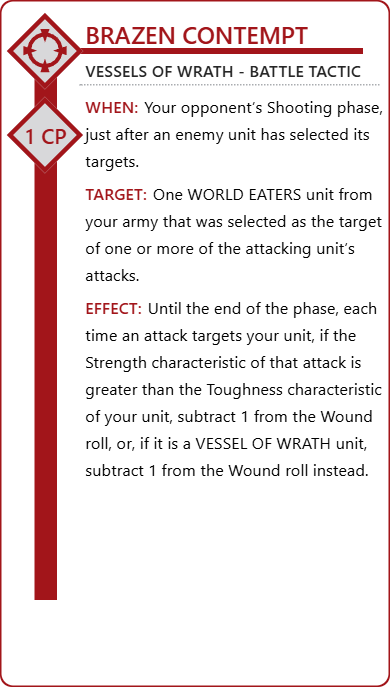 BRAZEN CONTEMPT
VESSELS OF WRATH - BATTLE TACTIC
1 CP
WHEN: Your opponent's Shooting phase,
just after an enemy unit has selected its
targets.
TARGET: One WORLD EATERS unit from
your army that was selected as the target
of one or more of the attacking unit's
attacks.
EFFECT: Until the end of the phase, each
time an attack targets your unit, if the
Strength characteristic of that attack is
greater than the Toughness characteristic
of your unit, subtract 1 from the Wound
roll, or, if it is a VESSEL OF WRATH unit,
subtract 1 from the Wound roll instead.